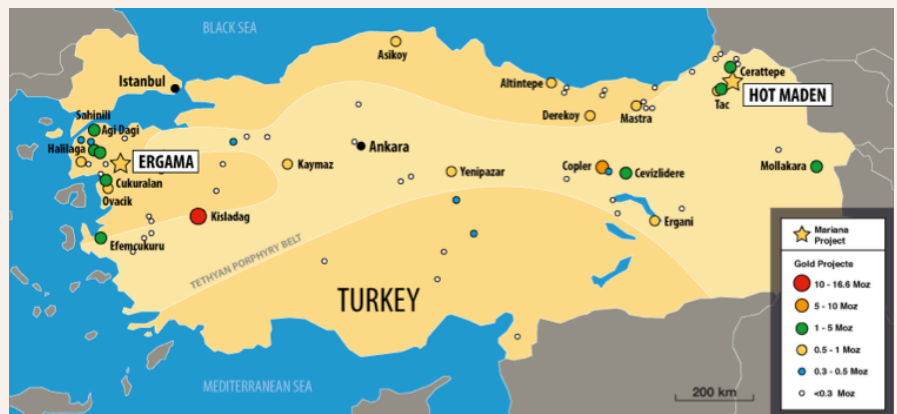 BLACK SEA
Asikoy
Istanbul
Altintepe
Cerattepe
HOT MADEN
Tac
Sahinili
Agi Dagi
Derekoy
Mastra
Halilaga
ERGAMA
Ankara
Kaymaz
Yenipazar
Copler
Cevizlidere
Mollakara
Cukuralan
Ovacik
Kisladag
Ergani
Efemcukuru
TETHYAN PORPHYRY BELT
TURKEY
MEDITERRANEAN SEA
200 km
Mariana
Project
Gold Projects
10 - 16.6 Moz
5 - 10 Moz
1 - 5 Moz
0.5 - 1 Moz
0.3 - 0.5 Moz
<0.3 Moz